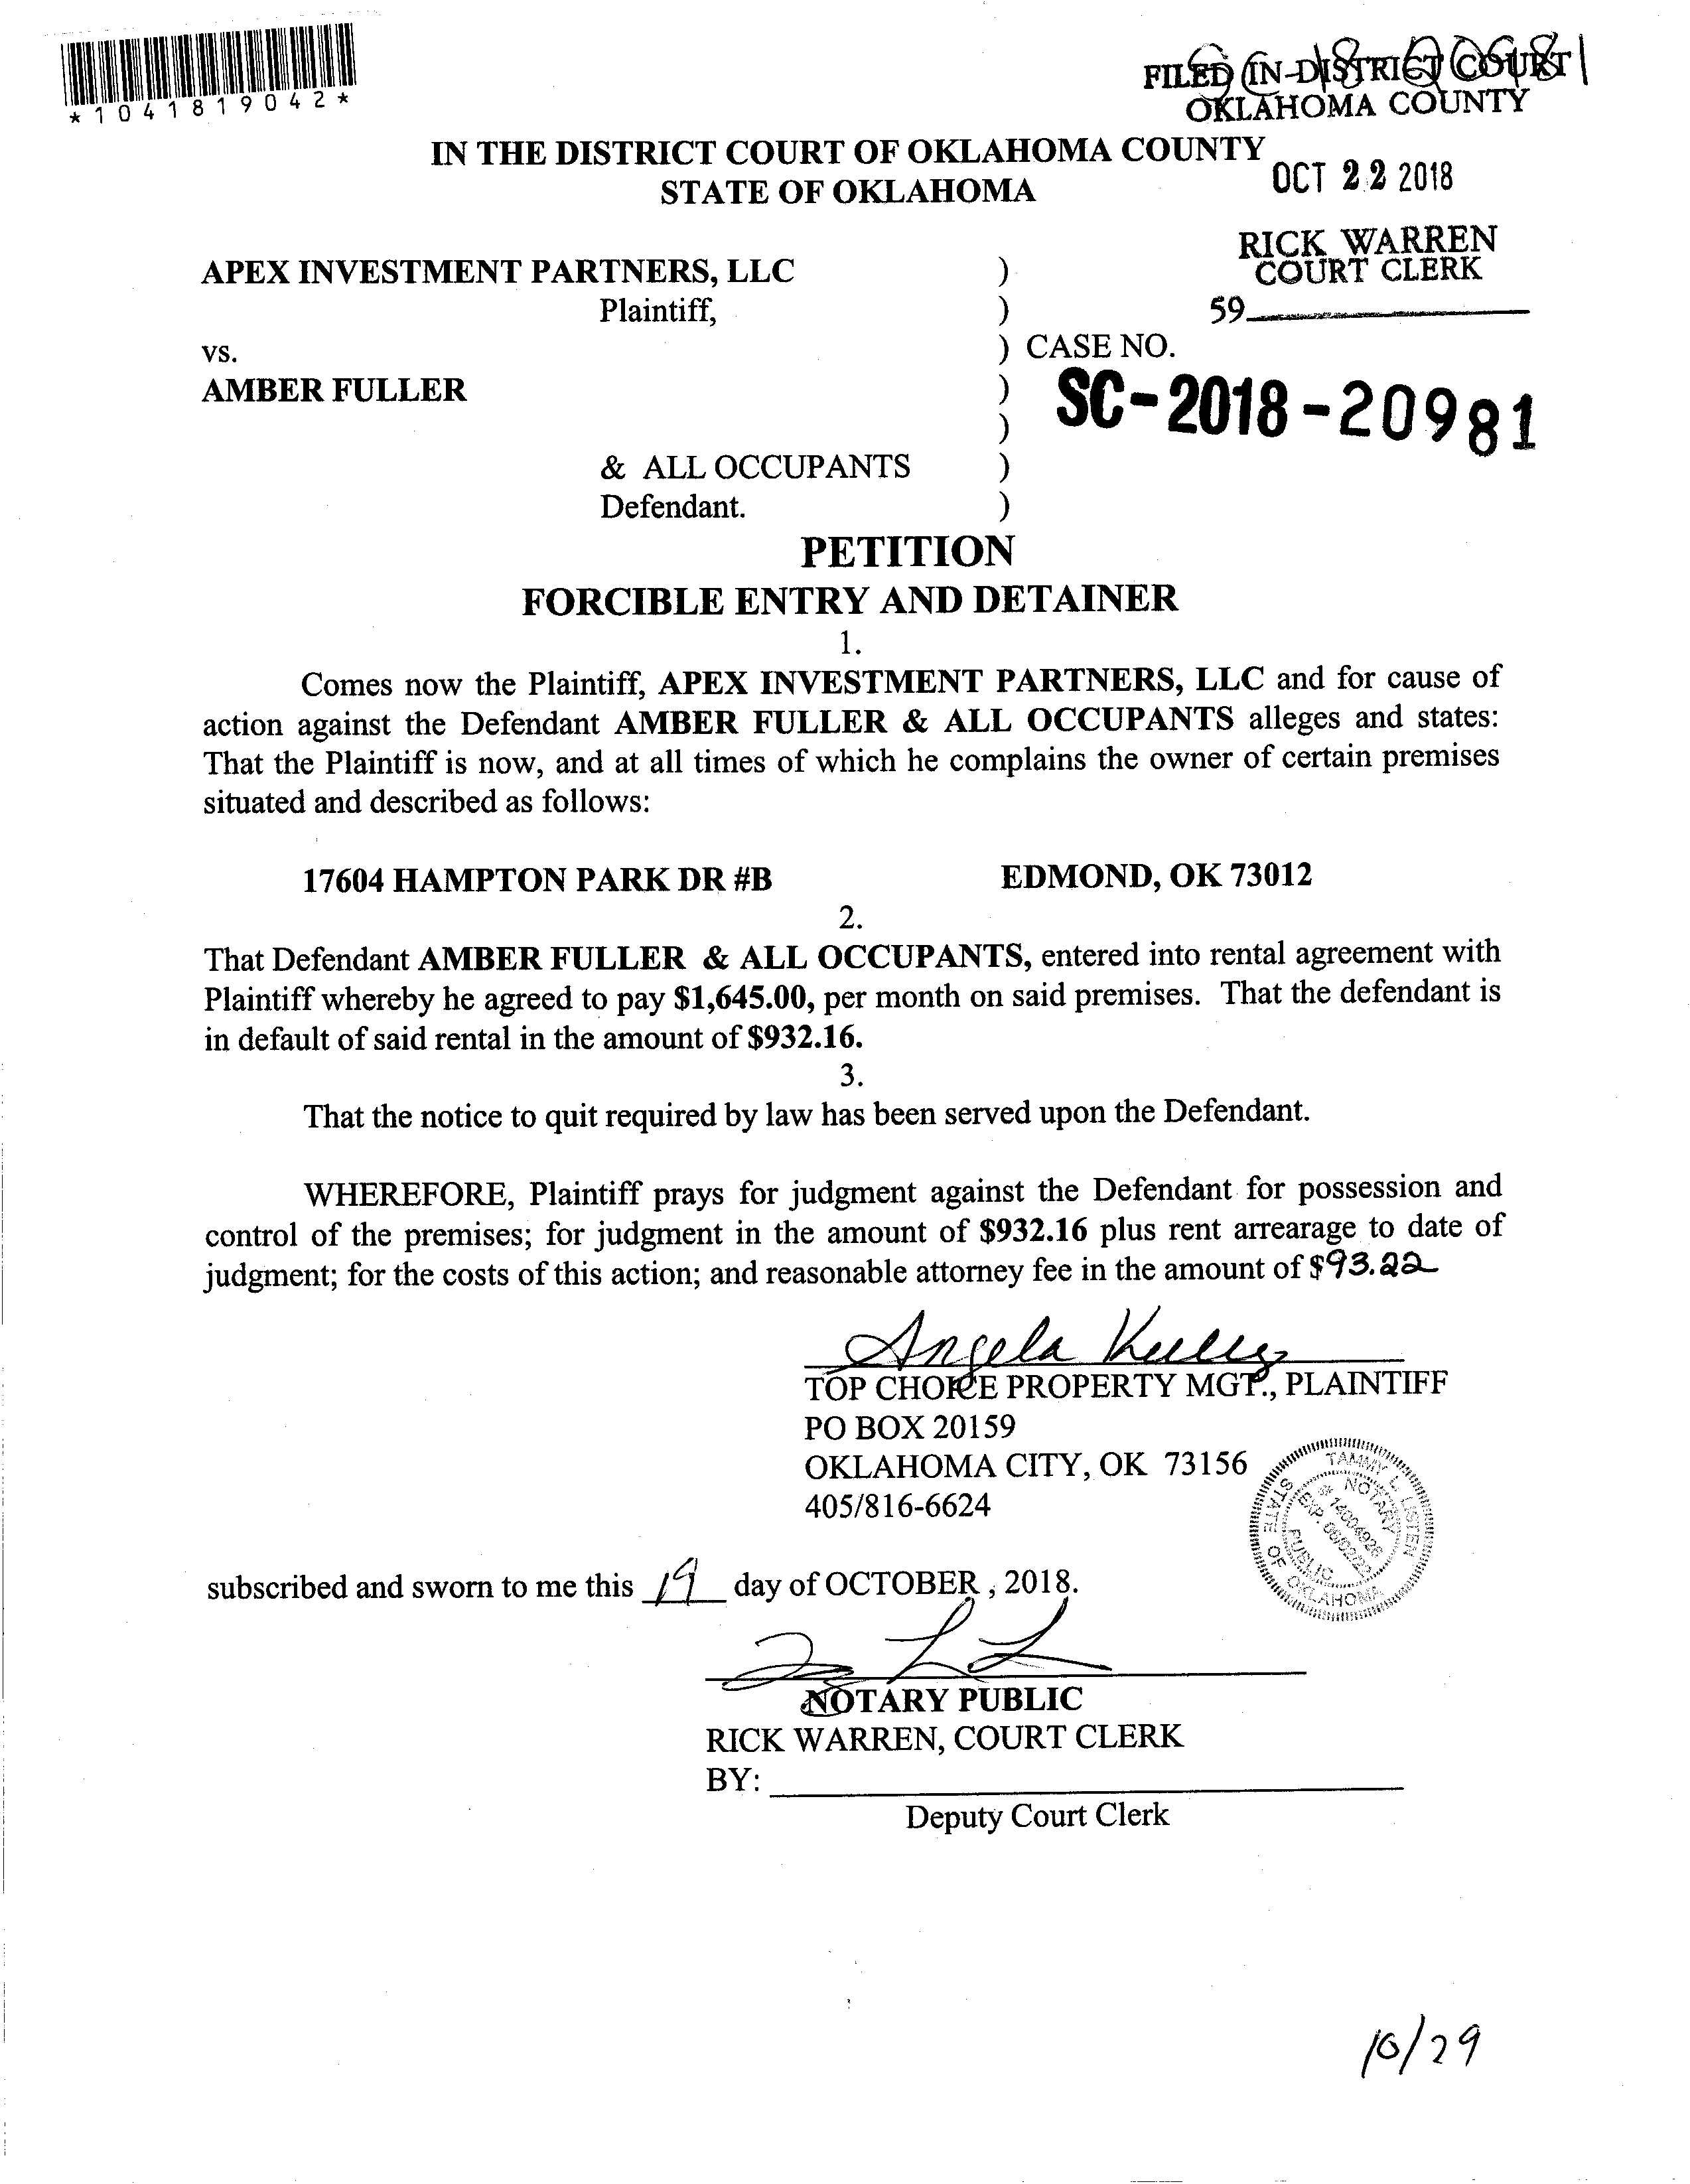 *1041819042*
FILED IN DISTRICT COURT
OKLAHOMA COUNTY
IN THE DISTRICT COURT OF OKLAHOMA COUNTY
STATE OF OKLAHOMA
OCT 22 2018
RICK WARREN
COURT CLERK
59
APEX INVESTMENT PARTNERS, LLC )
Plaintiff, )
vs. ) CASE NO.
AMBER FULLER )
) SC-2018-20981
& ALL OCCUPANTS )
Defendant. )
PETITION
FORCIBLE ENTRY AND DETAINER
1.
Comes now the Plaintiff, APEX INVESTMENT PARTNERS, LLC and for cause of
action against the Defendant AMBER FULLER & ALL OCCUPANTS alleges and states:
That the Plaintiff is now, and at all times of which he complains the owner of certain premises
situated and described as follows:
17604 HAMPTON PARK DR #B EDMOND, OK 73012
2.
That Defendant AMBER FULLER & ALL OCCUPANTS, entered into rental agreement with
Plaintiff whereby he agreed to pay $1,645.00, per month on said premises. That the defendant is
in default of said rental in the amount of $932.16.
3.
That the notice to quit required by law has been served upon the Defendant.
WHEREFORE, Plaintiff prays for judgment against the Defendant for possession and
control of the premises; for judgment in the amount of $932.16 plus rent arrearage to date of
judgment; for the costs of this action; and reasonable attorney fee in the amount of $93.22
Angela Kelley
TOP CHOICE PROPERTY MGT., PLAINTIFF
PO BOX 20159
OKLAHOMA CITY, OK 73156
405/816-6624
TAMMY L. LISTEN
NOTARY
# 14004926
EXP. 06/02/22
PUBLIC
STATE OF OKLAHOMA
subscribed and sworn to me this 19 day of OCTOBER , 2018.
NOTARY PUBLIC
RICK WARREN, COURT CLERK
BY:
Deputy Court Clerk
10/29